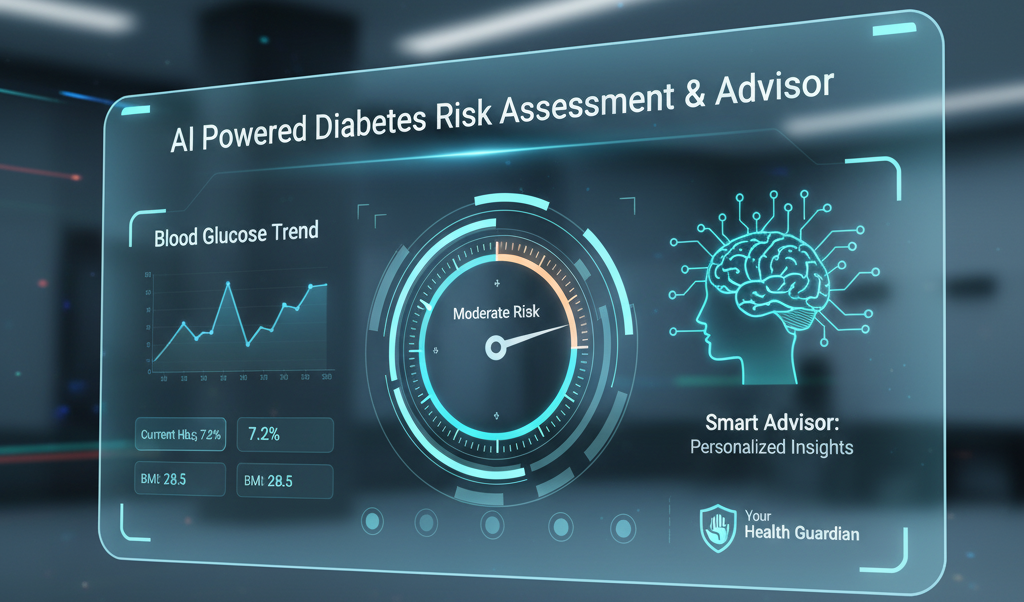 AI Powered Diabetes Risk Assessment & Advisor
Blood Glucose Trend
Moderate Risk
Current 7.2%
7.2%
BMI: 28.5
BMI: 28.5
Smart Advisor:
Personalized Insights
Your
Health Guardian